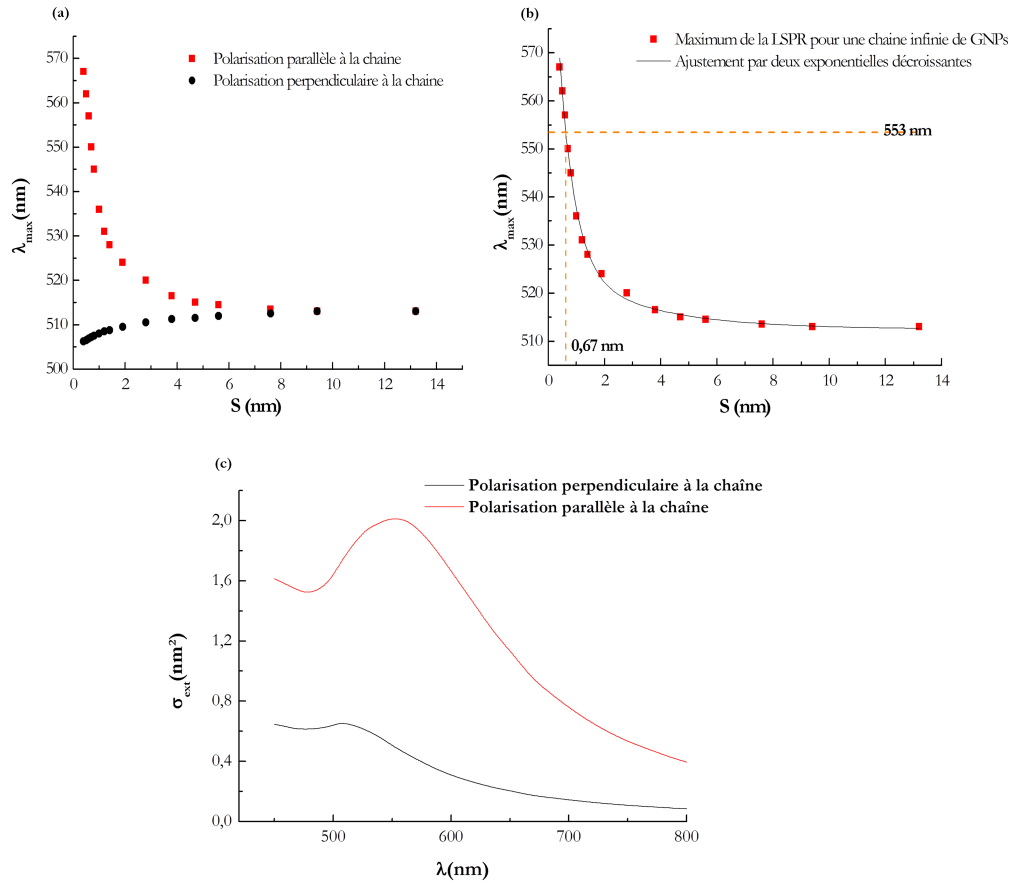 (a)
Polarisation parallèle à la chaine
Polarisation perpendiculaire à la chaine
570
560
550
540
530
520
510
500
λmax(nm)
0 2 4 6 8 10 12 14
S (nm)
(b)
Maximum de la LSPR pour une chaine infinie de GNPs
Ajustement par deux exponentielles décroissantes
553 nm
0,67 nm
570
560
550
540
530
520
510
λmax(nm)
0 2 4 6 8 10 12 14
S (nm)
(c)
Polarisation perpendiculaire à la chaîne
Polarisation parallèle à la chaîne
2,0
1,6
1,2
0,8
0,4
0,0
σext(nm²)
500 600 700 800
λ(nm)